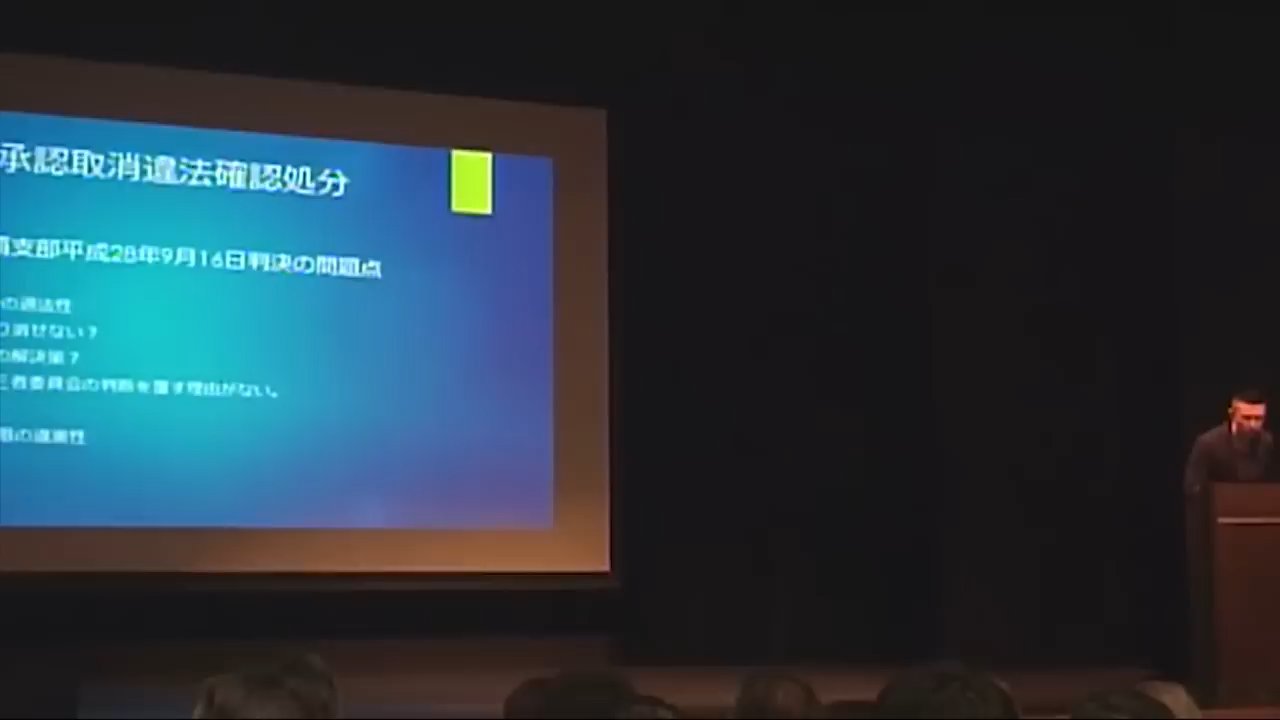 承認取消違法確認処分
支部平成28年9月16日判決の問題点
の適法性
消せない？
の解決策？
三者委員会の判断を覆す理由がない。
の違憲性